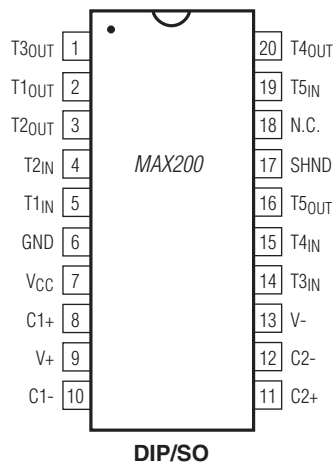 T3OUT 1 20 T4OUT
T1OUT 2 19 T5IN
T2OUT 3 18 N.C.
T2IN 4 MAX200 17 SHND
T1IN 5 16 T5OUT
GND 6 15 T4IN
VCC 7 14 T3IN
C1+ 8 13 V-
V+ 9 12 C2-
C1- 10 11 C2+
DIP/SO